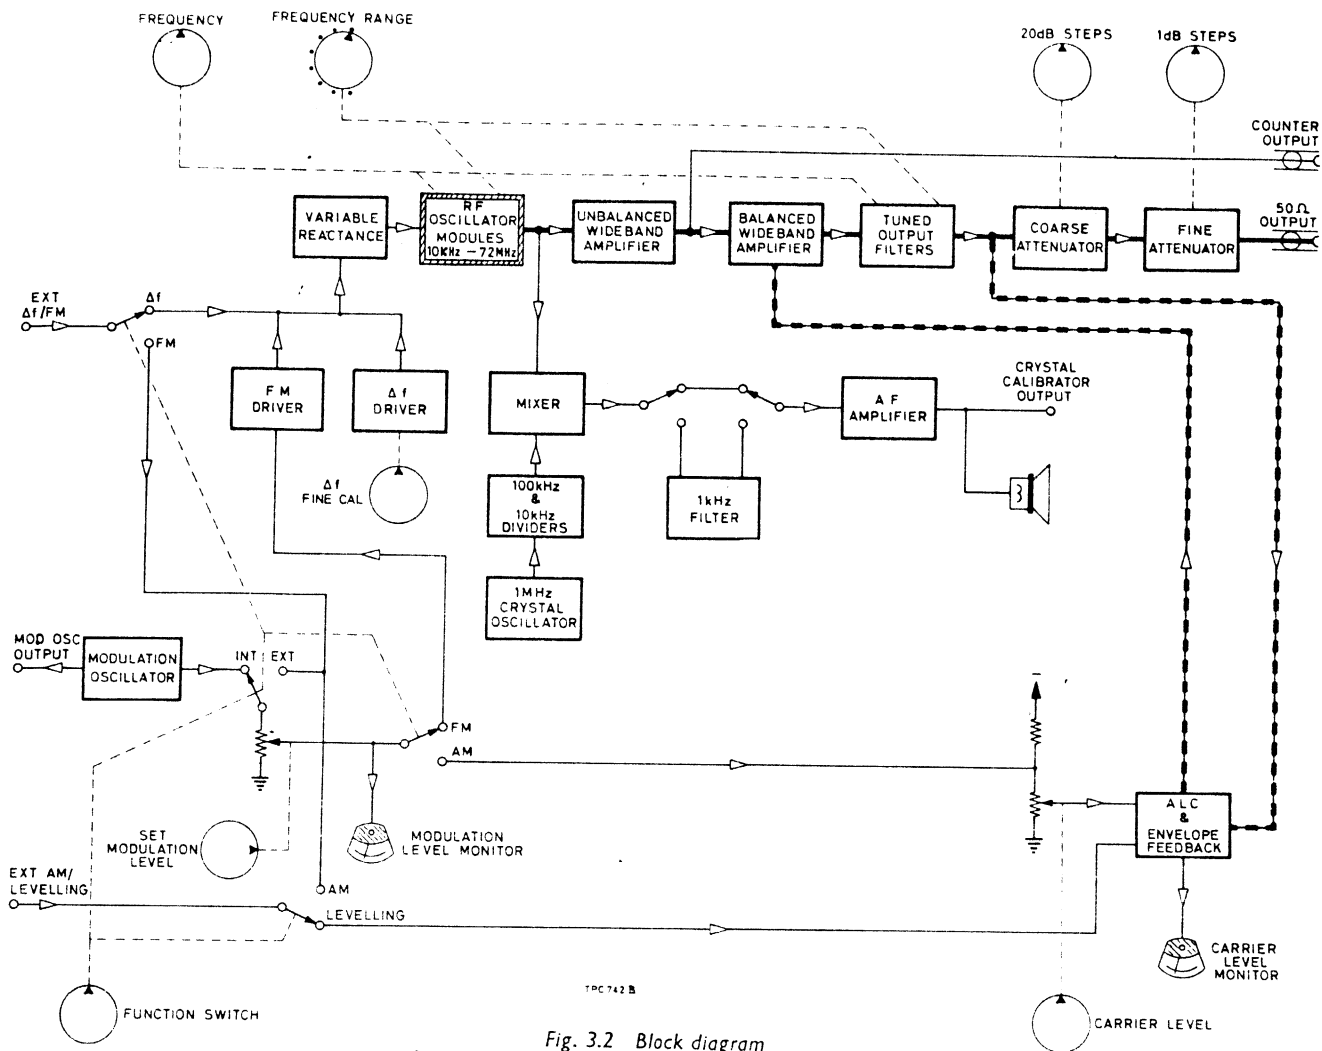 FREQUENCY
FREQUENCY RANGE
20dB STEPS
1dB STEPS
COUNTER
OUTPUT
VARIABLE
REACTANCE
RF
OSCILLATOR
MODULES
10KHz – 72MHz
UNBALANCED
WIDEBAND
AMPLIFIER
BALANCED
WIDEBAND
AMPLIFIER
TUNED
OUTPUT
FILTERS
COARSE
ATTENUATOR
FINE
ATTENUATOR
50Ω
OUTPUT
EXT
Δf/FM
Δf
FM
FM
DRIVER
Δf
DRIVER
MIXER
AF
AMPLIFIER
CRYSTAL
CALIBRATOR
OUTPUT
Δf
FINE CAL
100kHz
&
10kHz
DIVIDERS
1kHz
FILTER
1MHz
CRYSTAL
OSCILLATOR
MOD OSC
OUTPUT
MODULATION
OSCILLATOR
INT
EXT
FM
AM
SET
MODULATION
LEVEL
MODULATION
LEVEL MONITOR
ALC
&
ENVELOPE
FEEDBACK
EXT AM/
LEVELLING
AM
LEVELLING
CARRIER
LEVEL
MONITOR
FUNCTION SWITCH
TPC 742 B
CARRIER LEVEL
Fig. 3.2 Block diagram